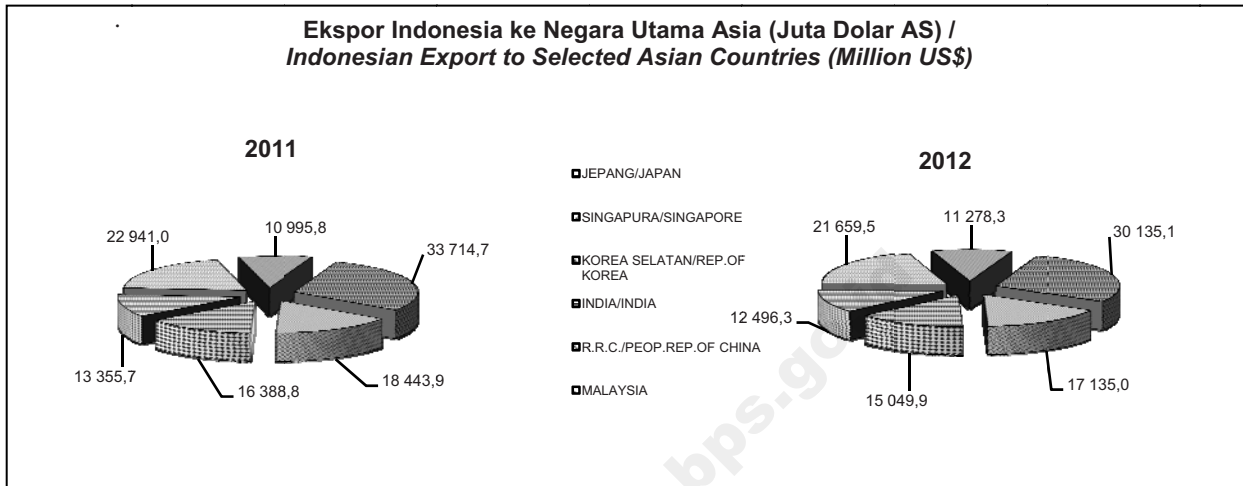 Ekspor Indonesia ke Negara Utama Asia (Juta Dolar AS) /
Indonesian Export to Selected Asian Countries (Million US$)
2011
22 941,0
10 995,8
33 714,7
13 355,7
16 388,8
18 443,9
JEPANG/JAPAN
SINGAPURA/SINGAPORE
KOREA SELATAN/REP.OF
KOREA
INDIA/INDIA
R.R.C./PEOP.REP.OF CHINA
MALAYSIA
2012
21 659,5
11 278,3
30 135,1
12 496,3
15 049,9
17 135,0
bps.go